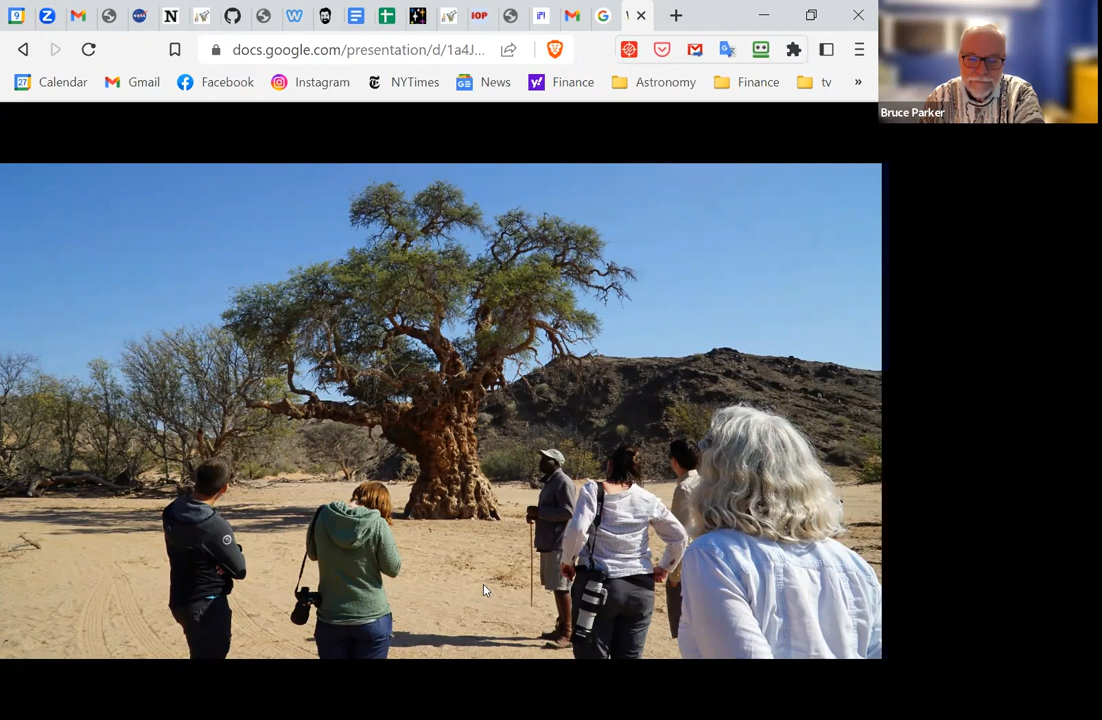 docs.google.com/presentation/d/1a4J...
Calendar Gmail Facebook Instagram NYTimes News Finance Astronomy Finance tv »
Bruce Parker